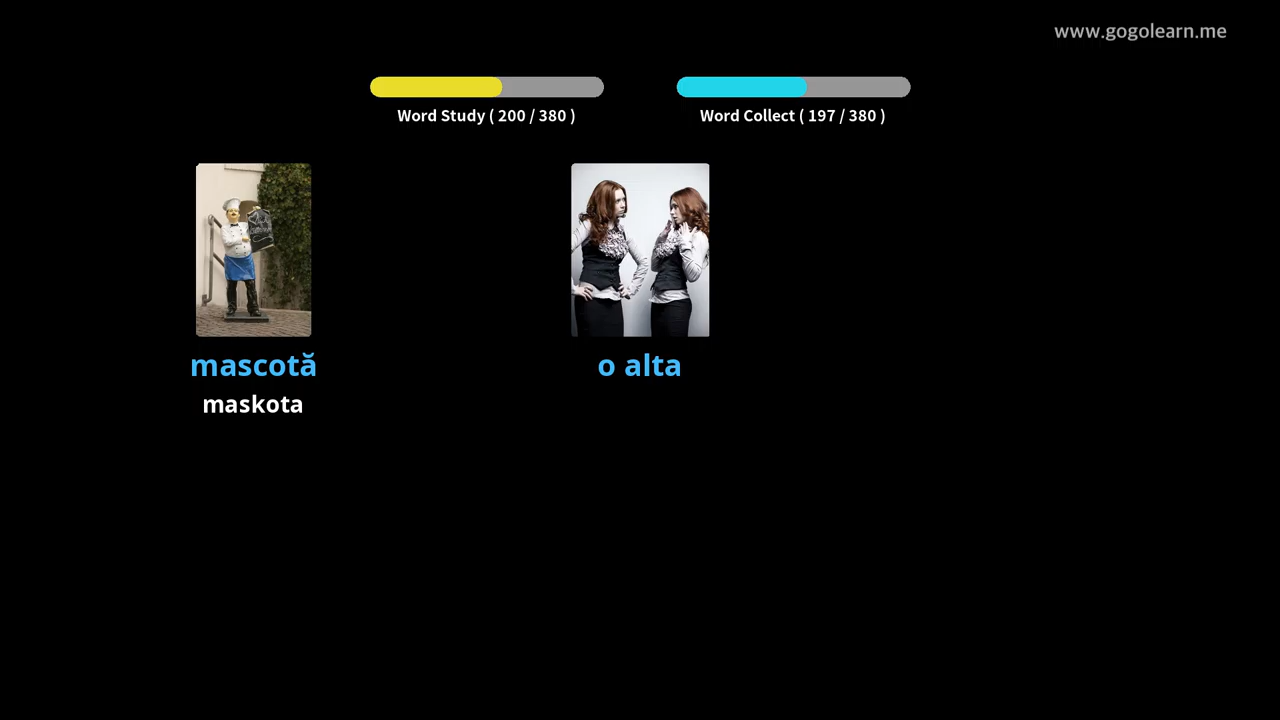 www.gogolearn.me
Word Study ( 200 / 380 )
Word Collect ( 197 / 380 )
mascotă
o alta
maskota